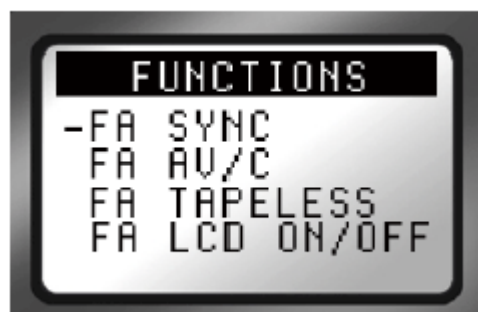 FUNCTIONS
-FA SYNC
FA AV/C
FA TAPELESS
FA LCD ON/OFF